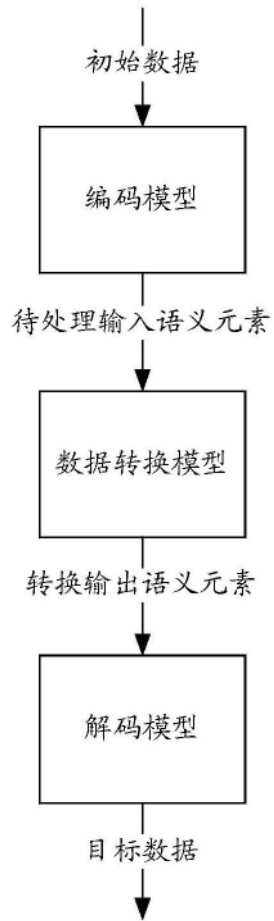 初始数据
编码模型
待处理输入语义元素
数据转换模型
转换输出语义元素
解码模型
目标数据